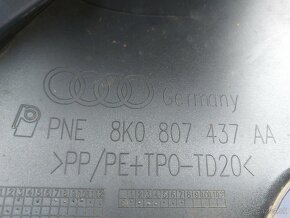 Germany
PNE 8K0 807 437 AA
>PP/PE+TPO-TD20<